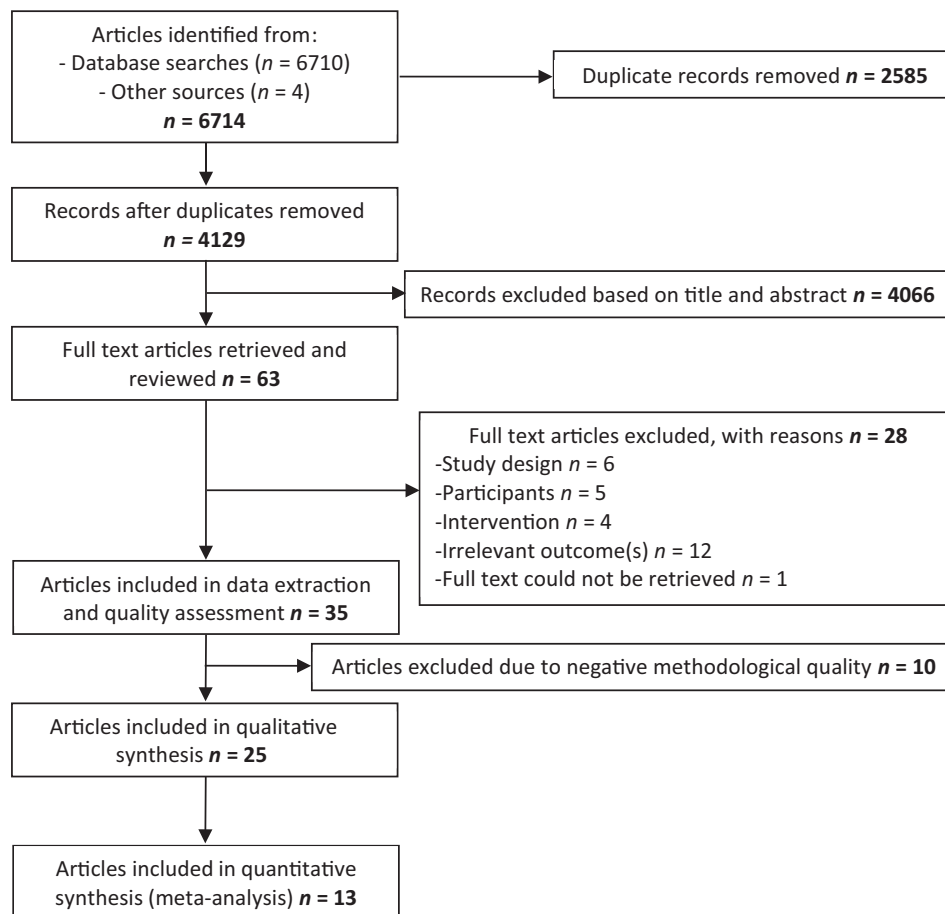 Articles identified from:
- Database searches (n = 6710)
- Other sources (n = 4)
n = 6714
Duplicate records removed n = 2585
Records after duplicates removed
n = 4129
Records excluded based on title and abstract n = 4066
Full text articles retrieved and
reviewed n = 63
Full text articles excluded, with reasons n = 28
-Study design n = 6
-Participants n = 5
-Intervention n = 4
-Irrelevant outcome(s) n = 12
-Full text could not be retrieved n = 1
Articles included in data extraction
and quality assessment n = 35
Articles excluded due to negative methodological quality n = 10
Articles included in qualitative
synthesis n = 25
Articles included in quantitative
synthesis (meta-analysis) n = 13